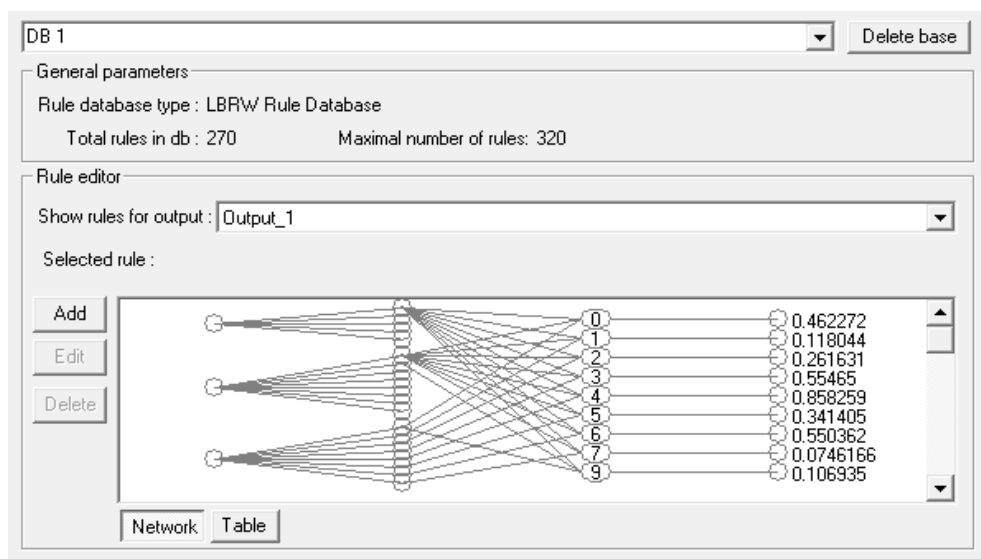 DB 1 Delete base
General parameters
Rule database type : LBRW Rule Database
Total rules in db : 270 Maximal number of rules: 320
Rule editor
Show rules for output : Output_1
Selected rule :
Add
Edit
Delete
0 0.462272
1 0.118044
2 0.261631
3 0.55465
4 0.858259
5 0.341405
6 0.550362
7 0.0746166
9 0.106935
Network Table